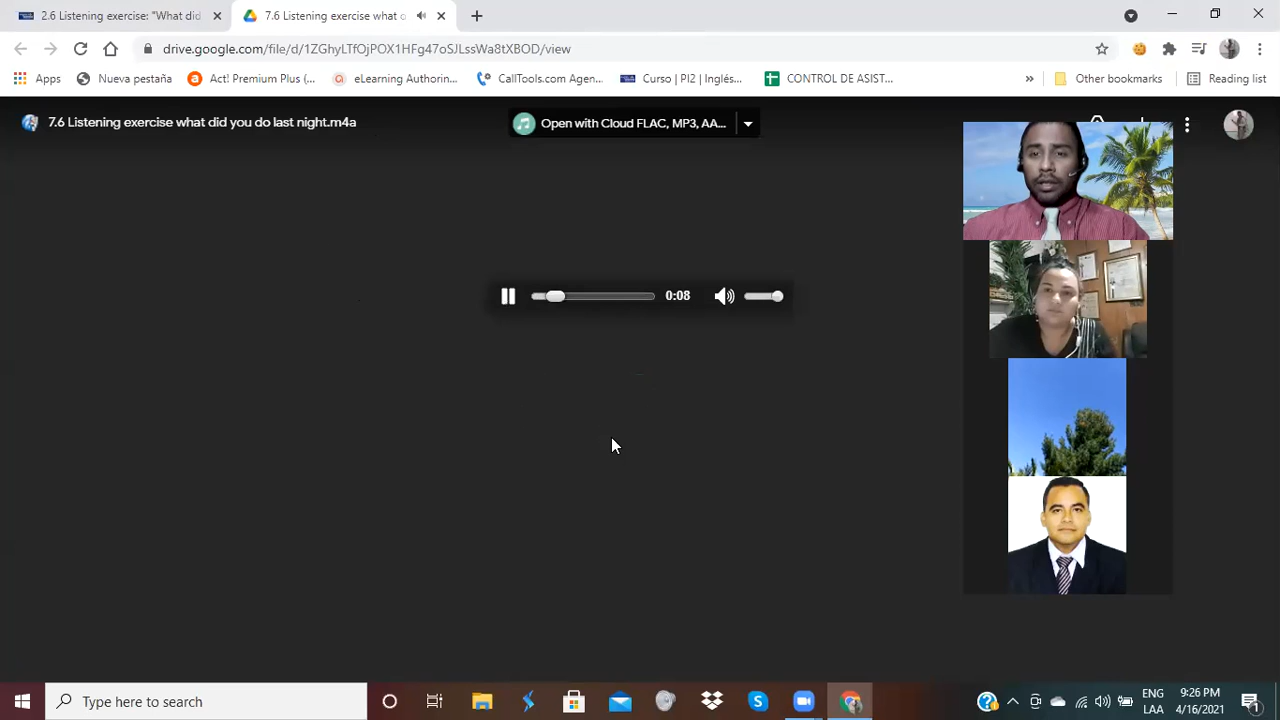 2.6 Listening exercise: "What did
7.6 Listening exercise what o
drive.google.com/file/d/1ZGhyLTfOjPOX1HFg47oSJLssWa8tXBOD/view
Apps
Nueva pestaña
Act! Premium Plus (...
eLearning Authorin...
CallTools.com Agen...
Curso | PI2 | Inglés...
CONTROL DE ASIST...
»
Other bookmarks
Reading list
7.6 Listening exercise what did you do last night.m4a
Open with Cloud FLAC, MP3, AA...
0:08
Type here to search
ENG
LAA
9:26 PM
4/16/2021
1